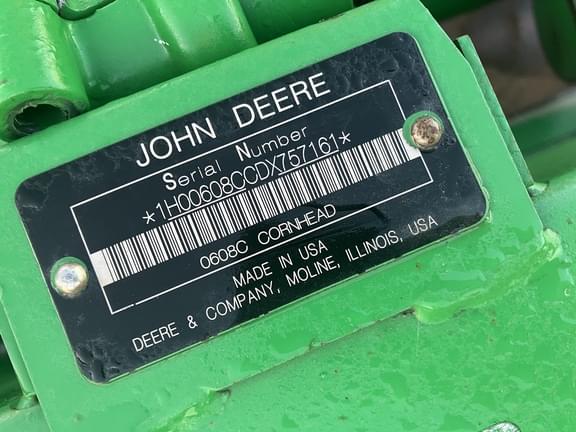 JOHN DEERE
Serial Number
*1H00608CCDX757161*
0608C CORNHEAD
MADE IN USA
DEERE & COMPANY, MOLINE, ILLINOIS, USA